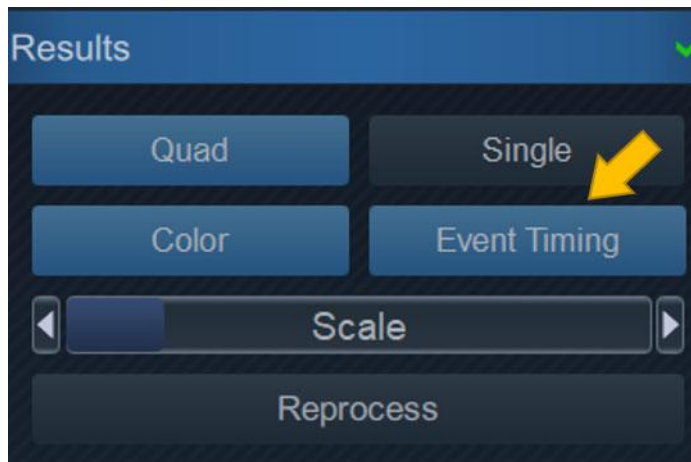 Results
Quad
Single
Color
Event Timing
Scale
Reprocess